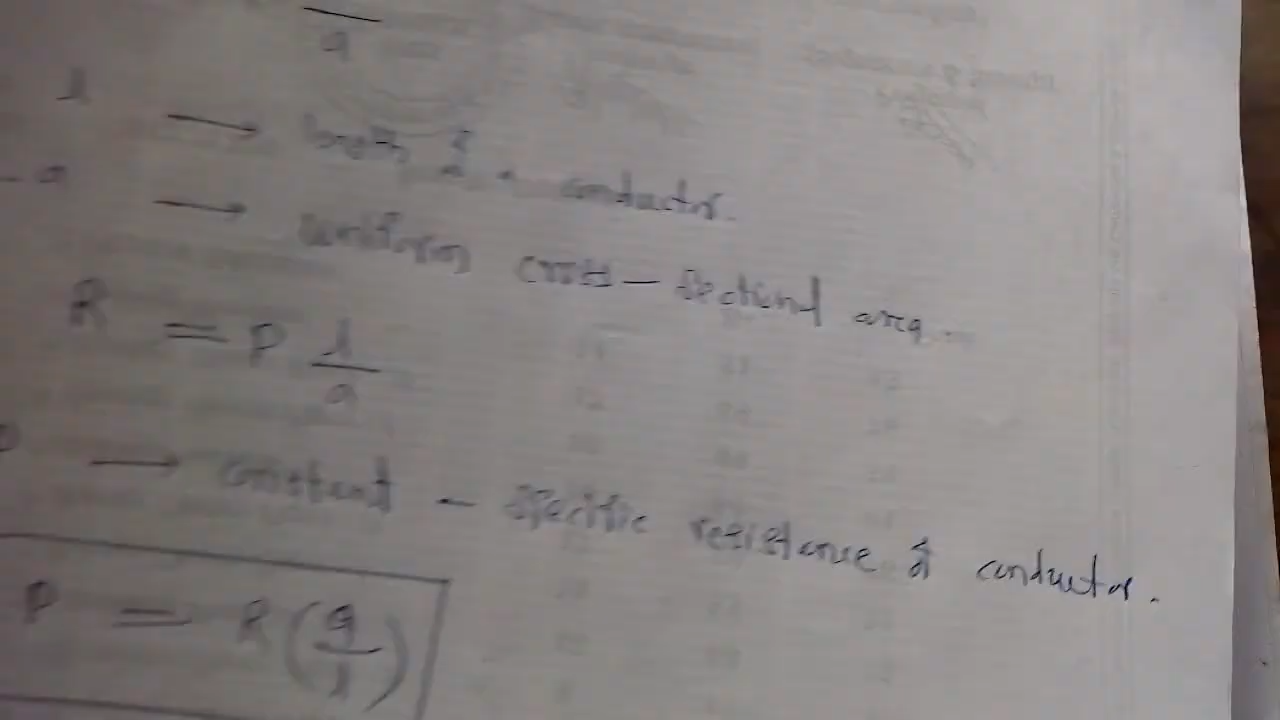 a
l → length of a conductor.
a → uniform cross-sectional area.
R = ρ l/a
ρ → constant - specific resistance of conductor.
ρ = R(a/l)